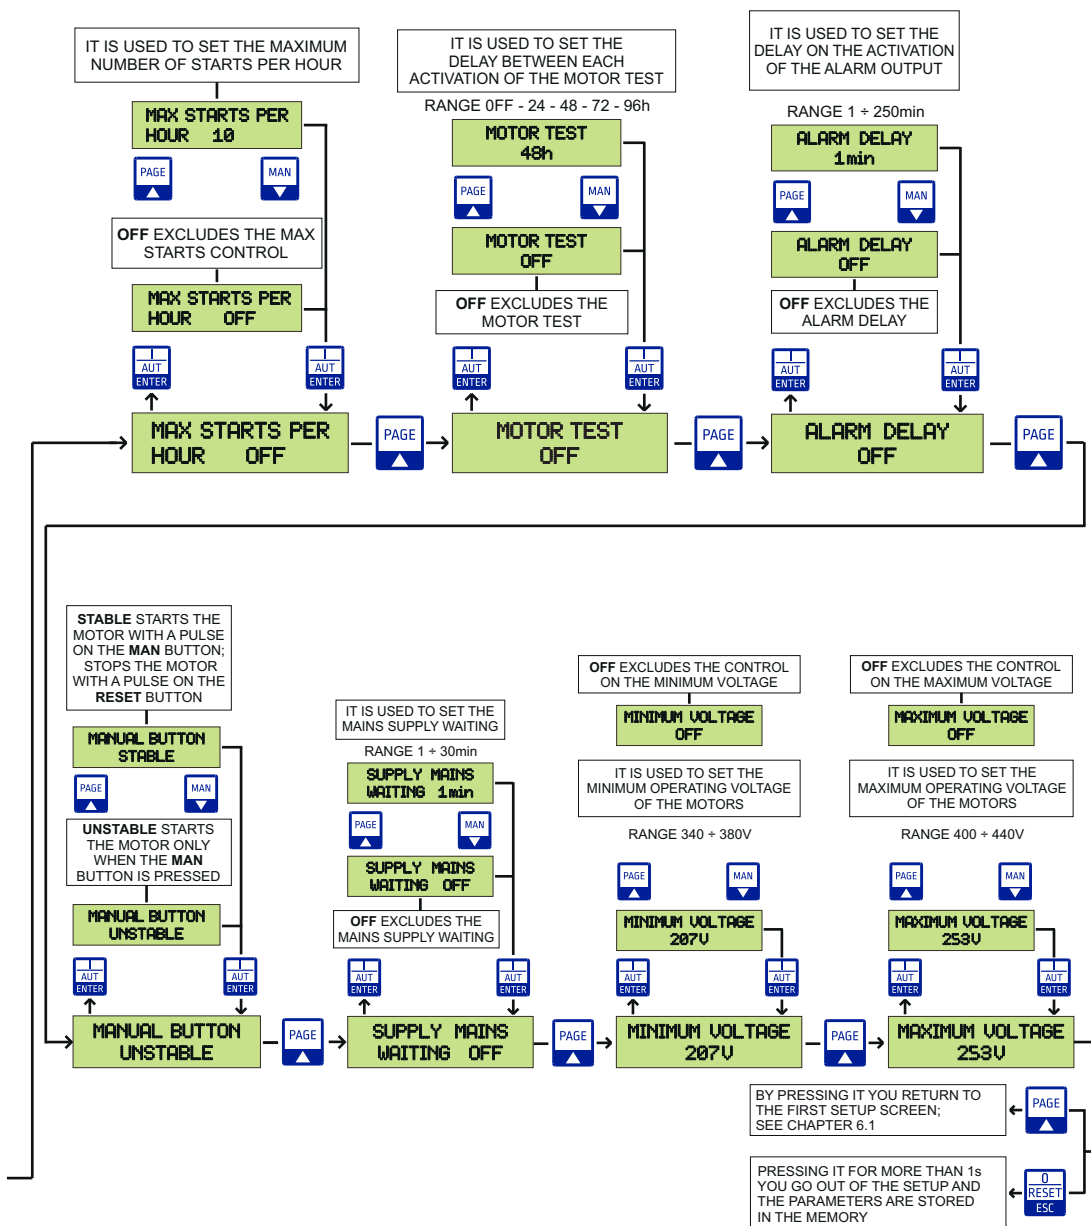 IT IS USED TO SET THE MAXIMUM
NUMBER OF STARTS PER HOUR
MAX STARTS PER
HOUR 10
PAGE
MAN
OFF EXCLUDES THE MAX
STARTS CONTROL
MAX STARTS PER
HOUR OFF
I
AUT
ENTER
I
AUT
ENTER
MAX STARTS PER
HOUR OFF
PAGE
IT IS USED TO SET THE
DELAY BETWEEN EACH
ACTIVATION OF THE MOTOR TEST
RANGE 0FF - 24 - 48 - 72 - 96h
MOTOR TEST
48h
PAGE
MAN
MOTOR TEST
OFF
OFF EXCLUDES THE
MOTOR TEST
I
AUT
ENTER
I
AUT
ENTER
MOTOR TEST
OFF
PAGE
IT IS USED TO SET THE
DELAY ON THE ACTIVATION
OF THE ALARM OUTPUT
RANGE 1 ÷ 250min
ALARM DELAY
1min
PAGE
MAN
ALARM DELAY
OFF
OFF EXCLUDES THE
ALARM DELAY
I
AUT
ENTER
I
AUT
ENTER
ALARM DELAY
OFF
PAGE
STABLE STARTS THE
MOTOR WITH A PULSE
ON THE MAN BUTTON;
STOPS THE MOTOR
WITH A PULSE ON THE
RESET BUTTON
MANUAL BUTTON
STABLE
PAGE
MAN
UNSTABLE STARTS
THE MOTOR ONLY
WHEN THE MAN
BUTTON IS PRESSED
MANUAL BUTTON
UNSTABLE
I
AUT
ENTER
I
AUT
ENTER
MANUAL BUTTON
UNSTABLE
PAGE
IT IS USED TO SET THE
MAINS SUPPLY WAITING
RANGE 1 ÷ 30min
SUPPLY MAINS
WAITING 1min
PAGE
MAN
SUPPLY MAINS
WAITING OFF
OFF EXCLUDES THE
MAINS SUPPLY WAITING
I
AUT
ENTER
I
AUT
ENTER
SUPPLY MAINS
WAITING OFF
PAGE
OFF EXCLUDES THE CONTROL
ON THE MINIMUM VOLTAGE
MINIMUM VOLTAGE
OFF
IT IS USED TO SET THE
MINIMUM OPERATING VOLTAGE
OF THE MOTORS
RANGE 340 ÷ 380V
PAGE
MAN
MINIMUM VOLTAGE
207V
I
AUT
ENTER
I
AUT
ENTER
MINIMUM VOLTAGE
207V
PAGE
OFF EXCLUDES THE CONTROL
ON THE MAXIMUM VOLTAGE
MAXIMUM VOLTAGE
OFF
IT IS USED TO SET THE
MAXIMUM OPERATING VOLTAGE
OF THE MOTORS
RANGE 400 ÷ 440V
PAGE
MAN
MAXIMUM VOLTAGE
253V
I
AUT
ENTER
I
AUT
ENTER
MAXIMUM VOLTAGE
253V
BY PRESSING IT YOU RETURN TO
THE FIRST SETUP SCREEN;
SEE CHAPTER 6.1
PAGE
PRESSING IT FOR MORE THAN 1s
YOU GO OUT OF THE SETUP AND
THE PARAMETERS ARE STORED
IN THE MEMORY
0
RESET
ESC